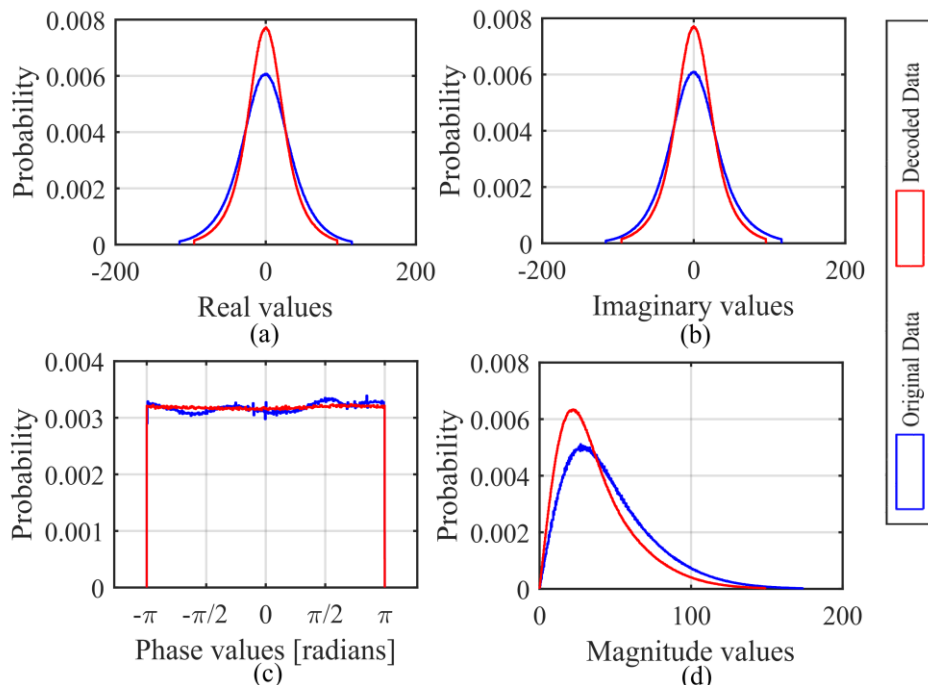 0.008
0.006
0.004
0.002
0
Probability
-200
0
200
Real values
(a)
0.008
0.006
0.004
0.002
0
Probability
-200
0
200
Imaginary values
(b)
0.004
0.003
0.002
0.001
0
Probability
-π
-π/2
0
π/2
π
Phase values [radians]
(c)
0.008
0.006
0.004
0.002
0
Probability
0
100
200
Magnitude values
(d)
Decoded Data
Original Data